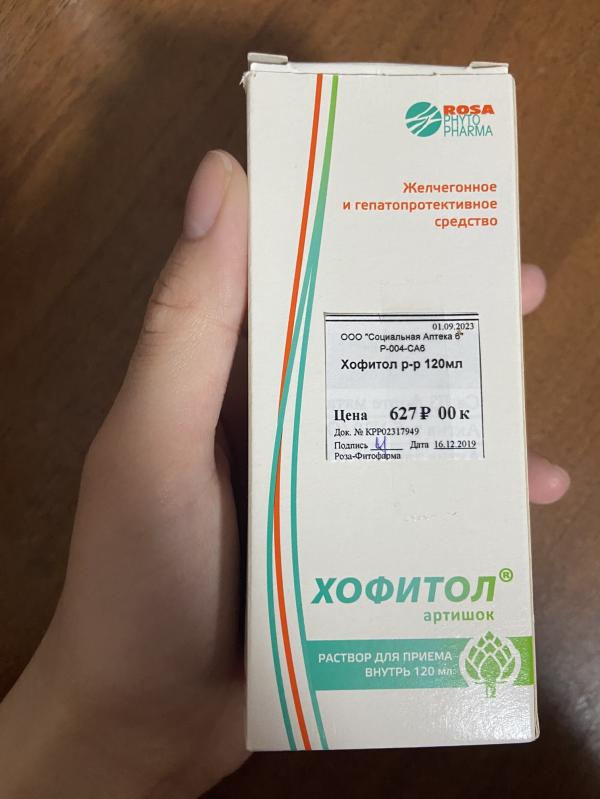 ROSA
PHYTO
PHARMA
Желчегонное
и гепатопротективное
средство
01.09.2023
ООО "Социальная Аптека 6"
Р-004-СА6
Хофитол р-р 120мл
Цена 627 ₽ 00 к
Док. № КРР02317949
Подпись Дата 16.12.2019
Роза-Фитофарма
ХОФИТОЛ®
артишок
РАСТВОР ДЛЯ ПРИЕМА
ВНУТРЬ 120 мл